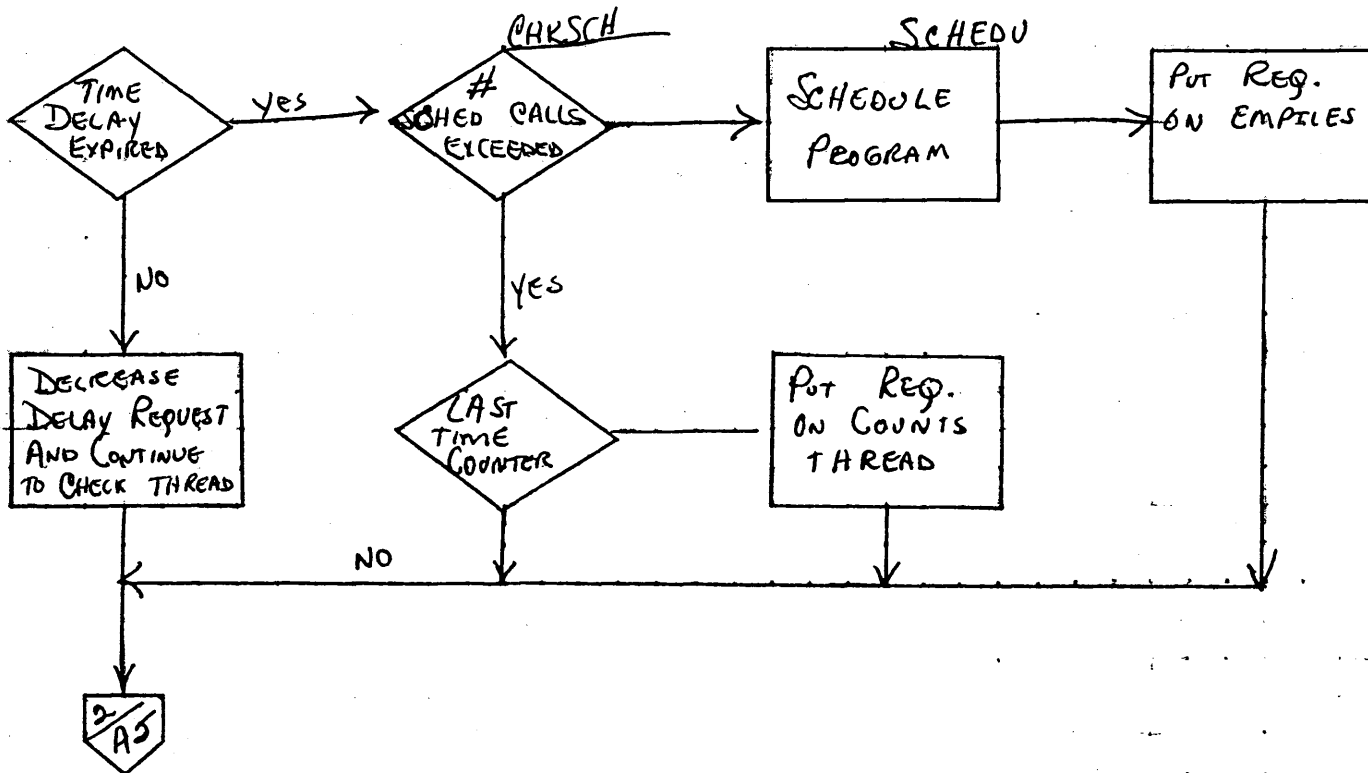 CHKSCH
SCHEDU
TIME
DELAY
EXPIRED
YES
#
SCHED CALLS
EXCEEDED
SCHEDULE
PROGRAM
PUT REQ.
ON EMPILES
NO
YES
DECREASE
DELAY REQUEST
AND CONTINUE
TO CHECK THREAD
LAST
TIME
COUNTER
PUT REQ.
ON COUNTS
THREAD
NO
2/
A5